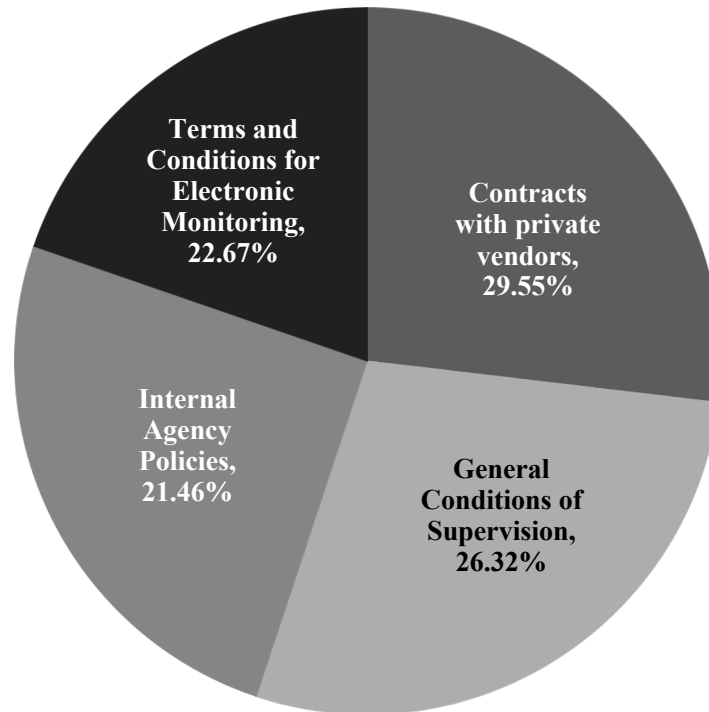 Terms and
Conditions for
Electronic
Monitoring,
22.67%
Contracts
with private
vendors,
29.55%
Internal
Agency
Policies,
21.46%
General
Conditions of
Supervision,
26.32%